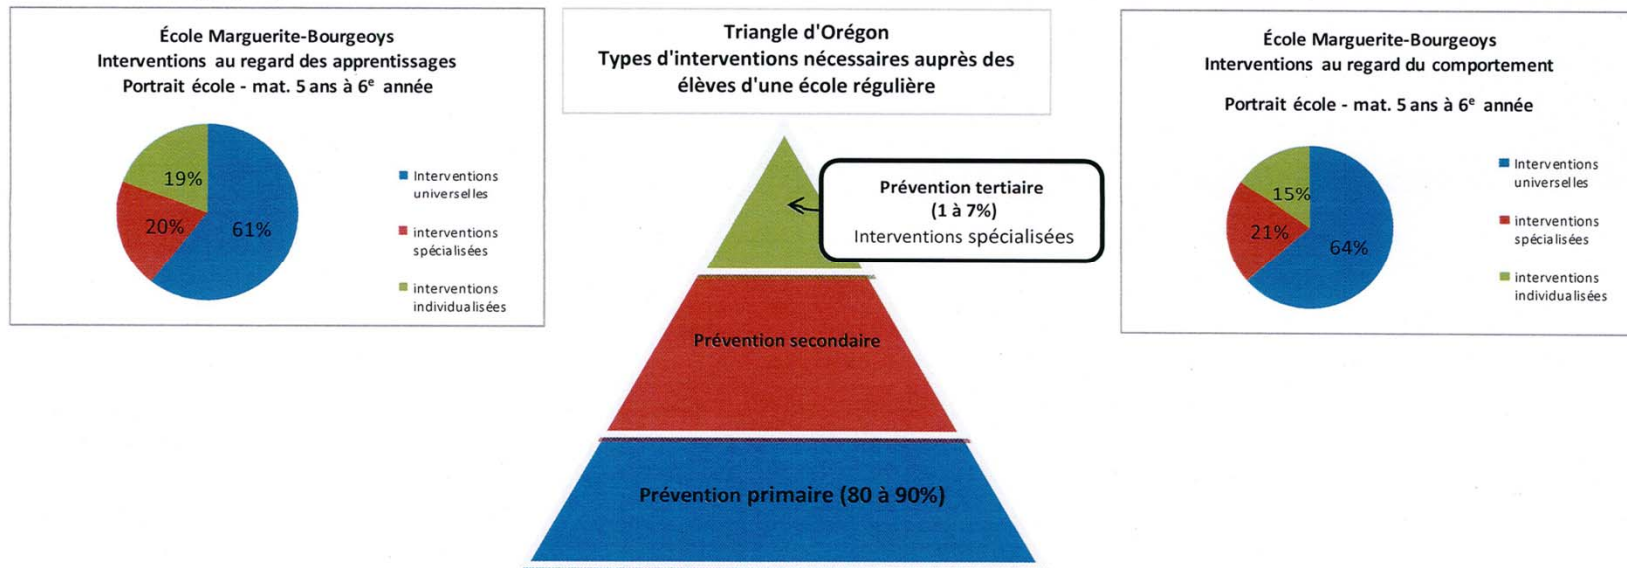 École Marguerite-Bourgeoys
Interventions au regard des apprentissages
Portrait école - mat. 5 ans à 6e année
19%
20%
61%
Interventions
universelles
interventions
spécialisées
interventions
individualisées
Triangle d'Orégon
Types d'interventions nécessaires auprès des
élèves d'une école régulière
Prévention tertiaire
(1 à 7%)
Interventions spécialisées
Prévention secondaire
Prévention primaire (80 à 90%)
École Marguerite-Bourgeoys
Interventions au regard du comportement
Portrait école - mat. 5 ans à 6e année
15%
21%
64%
Interventions
universelles
interventions
spécialisées
interventions
individualisées